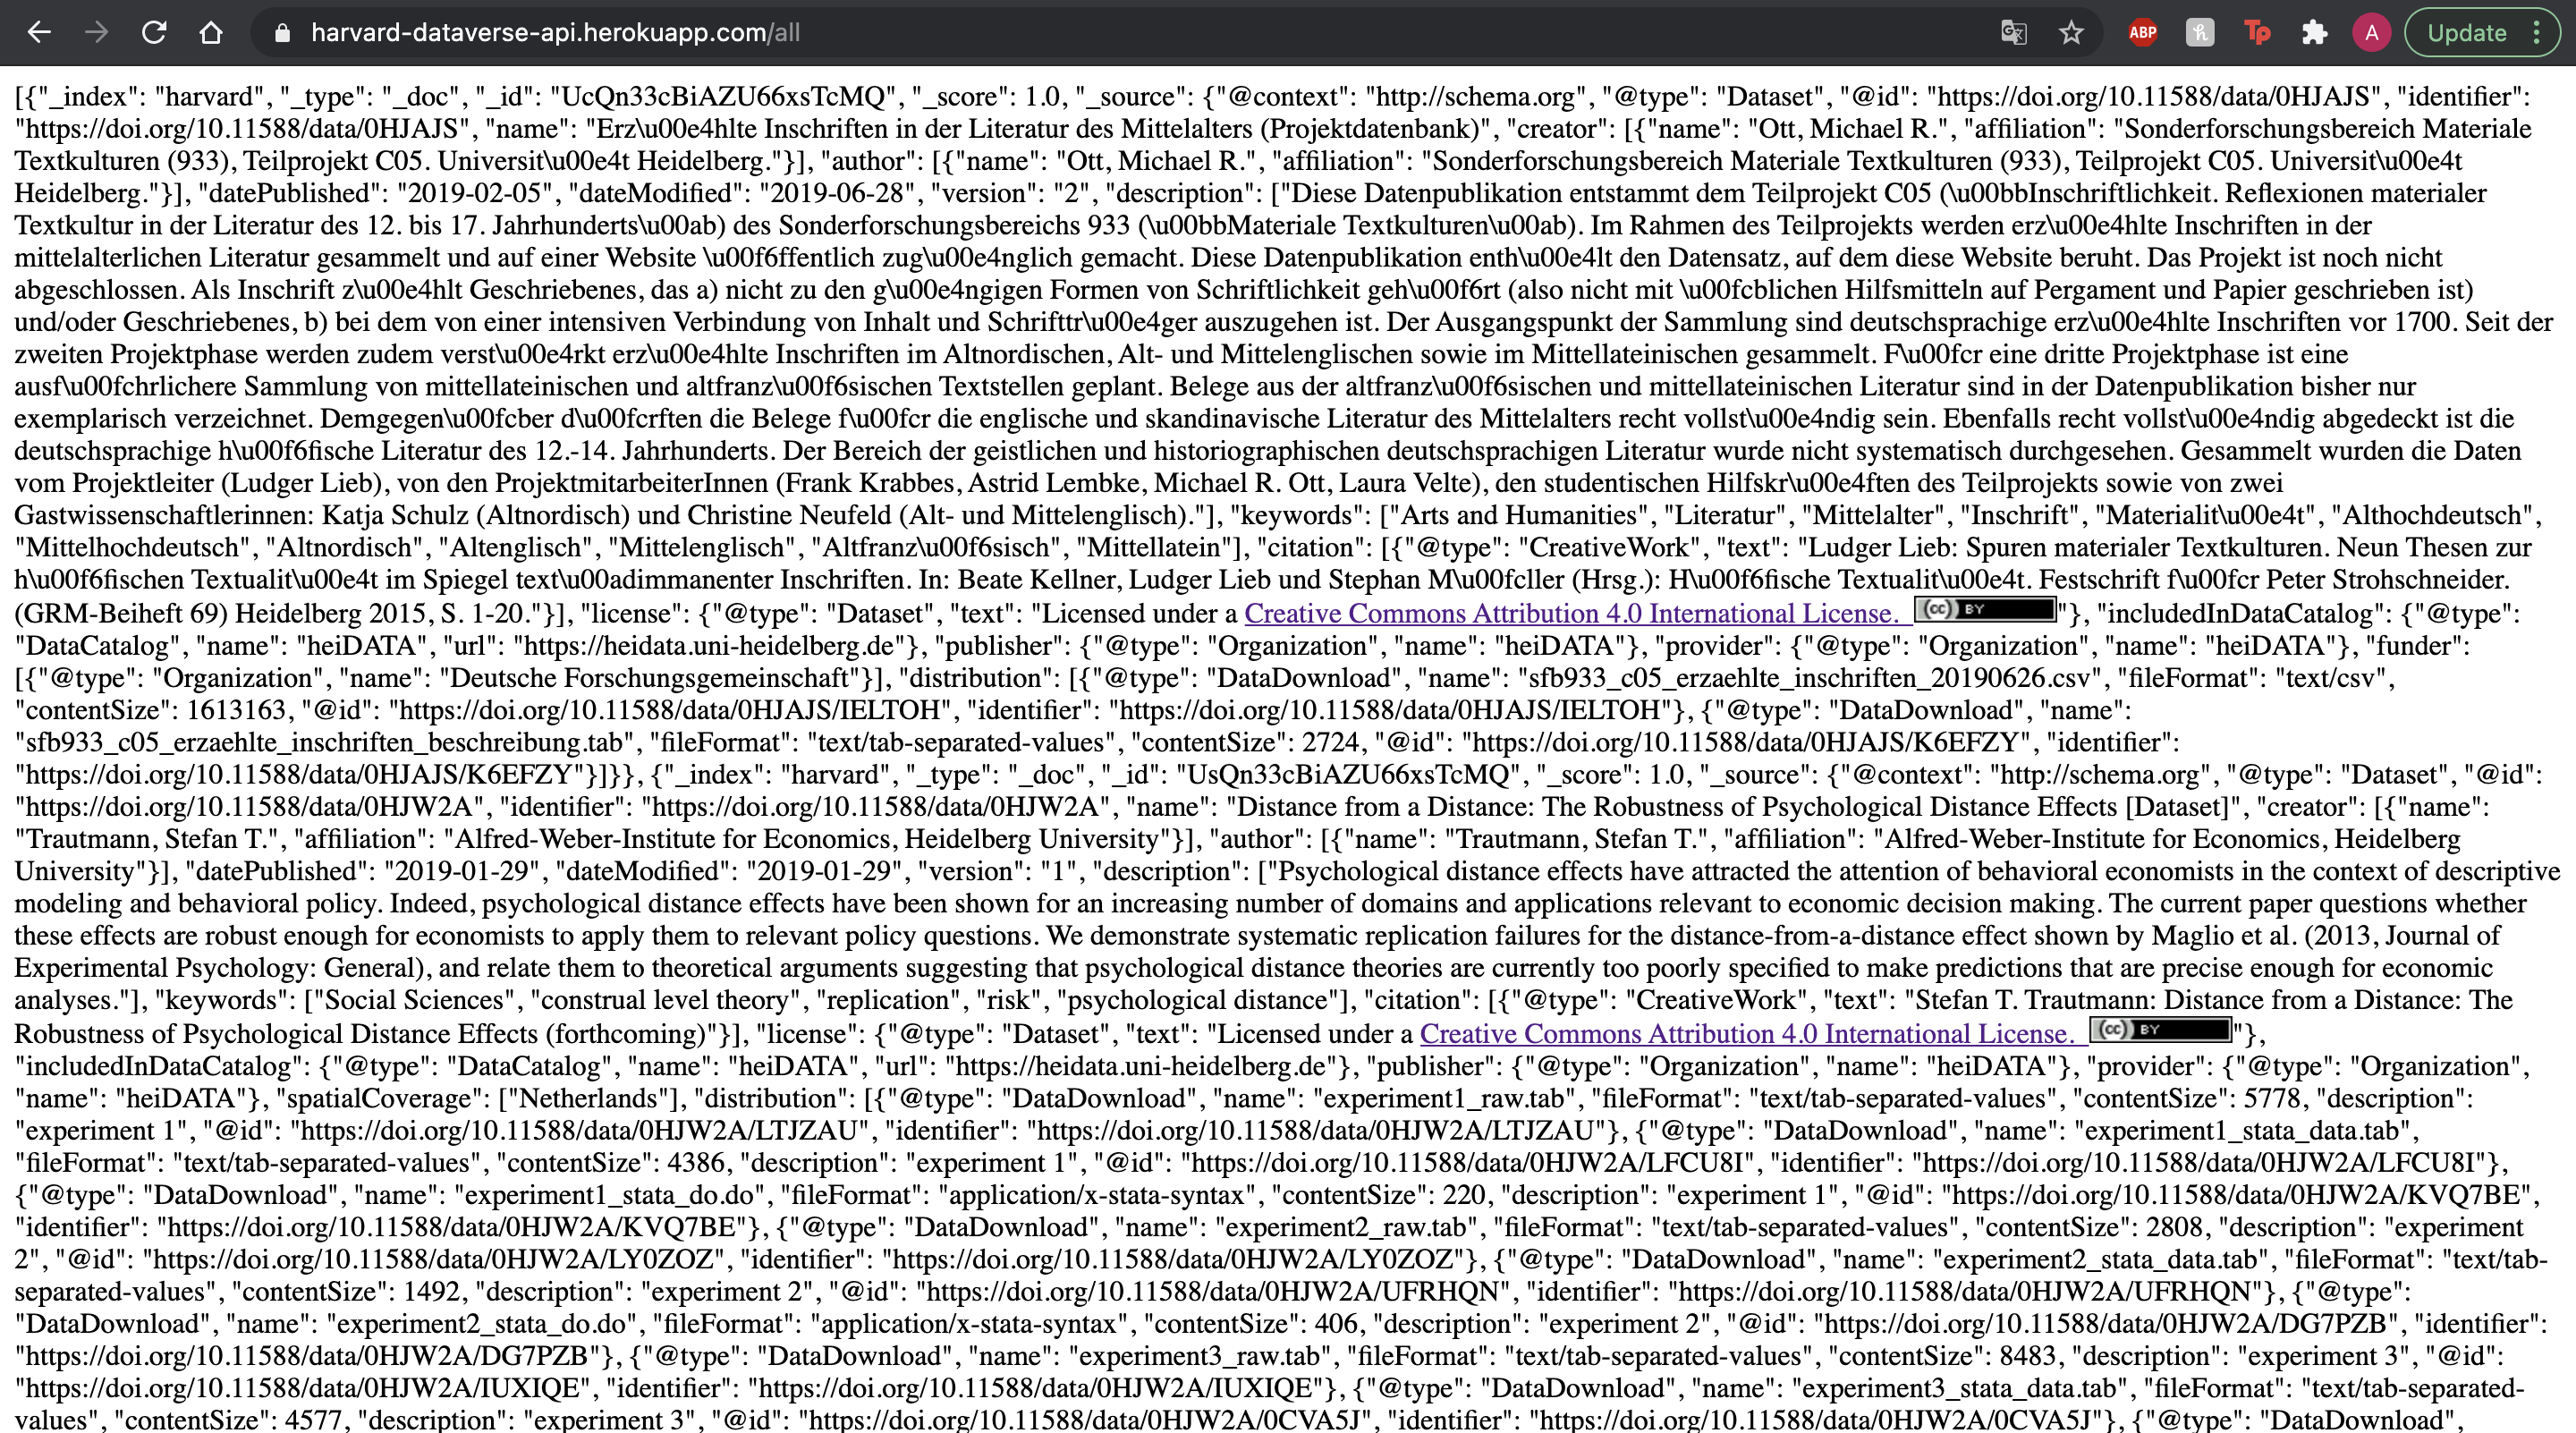 harvard-dataverse-api.herokuapp.com/all
ABP
Tp
A
Update
[{"_index": "harvard", "_type": "_doc", "_id": "UcQn33cBiAZU66xsTcMQ", "_score": 1.0, "_source": {"@context": "http://schema.org", "@type": "Dataset", "@id": "https://doi.org/10.11588/data/0HJAJS", "identifier":
"https://doi.org/10.11588/data/0HJAJS", "name": "Erz\u00e4hlte Inschriften in der Literatur des Mittelalters (Projektdatenbank)", "creator": [{"name": "Ott, Michael R.", "affiliation": "Sonderforschungsbereich Materiale
Textkulturen (933), Teilprojekt C05. Universit\u00e4t Heidelberg."}], "author": [{"name": "Ott, Michael R.", "affiliation": "Sonderforschungsbereich Materiale Textkulturen (933), Teilprojekt C05. Universit\u00e4t
Heidelberg."}], "datePublished": "2019-02-05", "dateModified": "2019-06-28", "version": "2", "description": ["Diese Datenpublikation entstammt dem Teilprojekt C05 (\u00bbInschriftlichkeit. Reflexionen materialer
Textkultur in der Literatur des 12. bis 17. Jahrhunderts\u00ab) des Sonderforschungsbereichs 933 (\u00bbMateriale Textkulturen\u00ab). Im Rahmen des Teilprojekts werden erz\u00e4hlte Inschriften in der
mittelalterlichen Literatur gesammelt und auf einer Website \u00f6ffentlich zug\u00e4nglich gemacht. Diese Datenpublikation enth\u00e4lt den Datensatz, auf dem diese Website beruht. Das Projekt ist noch nicht
abgeschlossen. Als Inschrift z\u00e4hlt Geschriebenes, das a) nicht zu den g\u00e4ngigen Formen von Schriftlichkeit geh\u00f6rt (also nicht mit \u00fcblichen Hilfsmitteln auf Pergament und Papier geschrieben ist)
und/oder Geschriebenes, b) bei dem von einer intensiven Verbindung von Inhalt und Schrifttr\u00e4ger auszugehen ist. Der Ausgangspunkt der Sammlung sind deutschsprachige erz\u00e4hlte Inschriften vor 1700. Seit der
zweiten Projektphase werden zudem verst\u00e4rkt erz\u00e4hlte Inschriften im Altnordischen, Alt- und Mittelenglischen sowie im Mittellateinischen gesammelt. F\u00fcr eine dritte Projektphase ist eine
ausf\u00fchrlichere Sammlung von mittellateinischen und altfranz\u00f6sischen Textstellen geplant. Belege aus der altfranz\u00f6sischen und mittellateinischen Literatur sind in der Datenpublikation bisher nur
exemplarisch verzeichnet. Demgegen\u00fcber d\u00fcrften die Belege f\u00fcr die englische und skandinavische Literatur des Mittelalters recht vollst\u00e4ndig sein. Ebenfalls recht vollst\u00e4ndig abgedeckt ist die
deutschsprachige h\u00f6fische Literatur des 12.-14. Jahrhunderts. Der Bereich der geistlichen und historiographischen deutschsprachigen Literatur wurde nicht systematisch durchgesehen. Gesammelt wurden die Daten
vom Projektleiter (Ludger Lieb), von den ProjektmitarbeiterInnen (Frank Krabbes, Astrid Lembke, Michael R. Ott, Laura Velte), den studentischen Hilfskr\u00e4ften des Teilprojekts sowie von zwei
Gastwissenschaftlerinnen: Katja Schulz (Altnordisch) und Christine Neufeld (Alt- und Mittelenglisch)."], "keywords": ["Arts and Humanities", "Literatur", "Mittelalter", "Inschrift", "Materialit\u00e4t", "Althochdeutsch",
"Mittelhochdeutsch", "Altnordisch", "Altenglisch", "Mittelenglisch", "Altfranz\u00f6sisch", "Mittellatein"], "citation": [{"@type": "CreativeWork", "text": "Ludger Lieb: Spuren materialer Textkulturen. Neun Thesen zur
h\u00f6fischen Textualit\u00e4t im Spiegel text\u00adimmanenter Inschriften. In: Beate Kellner, Ludger Lieb und Stephan M\u00fcller (Hrsg.): H\u00f6fische Textualit\u00e4t. Festschrift f\u00fcr Peter Strohschneider.
(GRM-Beiheft 69) Heidelberg 2015, S. 1-20."}], "license": {"@type": "Dataset", "text": "Licensed under a Creative Commons Attribution 4.0 International License. (cc) BY "}, "includedInDataCatalog": {"@type":
"DataCatalog", "name": "heiDATA", "url": "https://heidata.uni-heidelberg.de"}, "publisher": {"@type": "Organization", "name": "heiDATA"}, "provider": {"@type": "Organization", "name": "heiDATA"}, "funder":
[{"@type": "Organization", "name": "Deutsche Forschungsgemeinschaft"}], "distribution": [{"@type": "DataDownload", "name": "sfb933_c05_erzaehlte_inschriften_20190626.csv", "fileFormat": "text/csv",
"contentSize": 1613163, "@id": "https://doi.org/10.11588/data/0HJAJS/IELTOH", "identifier": "https://doi.org/10.11588/data/0HJAJS/IELTOH"}, {"@type": "DataDownload", "name":
"sfb933_c05_erzaehlte_inschriften_beschreibung.tab", "fileFormat": "text/tab-separated-values", "contentSize": 2724, "@id": "https://doi.org/10.11588/data/0HJAJS/K6EFZY", "identifier":
"https://doi.org/10.11588/data/0HJAJS/K6EFZY"}]}}, {"_index": "harvard", "_type": "_doc", "_id": "UsQn33cBiAZU66xsTcMQ", "_score": 1.0, "_source": {"@context": "http://schema.org", "@type": "Dataset", "@id":
"https://doi.org/10.11588/data/0HJW2A", "identifier": "https://doi.org/10.11588/data/0HJW2A", "name": "Distance from a Distance: The Robustness of Psychological Distance Effects [Dataset]", "creator": [{"name":
"Trautmann, Stefan T.", "affiliation": "Alfred-Weber-Institute for Economics, Heidelberg University"}], "author": [{"name": "Trautmann, Stefan T.", "affiliation": "Alfred-Weber-Institute for Economics, Heidelberg
University"}], "datePublished": "2019-01-29", "dateModified": "2019-01-29", "version": "1", "description": ["Psychological distance effects have attracted the attention of behavioral economists in the context of descriptive
modeling and behavioral policy. Indeed, psychological distance effects have been shown for an increasing number of domains and applications relevant to economic decision making. The current paper questions whether
these effects are robust enough for economists to apply them to relevant policy questions. We demonstrate systematic replication failures for the distance-from-a-distance effect shown by Maglio et al. (2013, Journal of
Experimental Psychology: General), and relate them to theoretical arguments suggesting that psychological distance theories are currently too poorly specified to make predictions that are precise enough for economic
analyses."], "keywords": ["Social Sciences", "construal level theory", "replication", "risk", "psychological distance"], "citation": [{"@type": "CreativeWork", "text": "Stefan T. Trautmann: Distance from a Distance: The
Robustness of Psychological Distance Effects (forthcoming)"}], "license": {"@type": "Dataset", "text": "Licensed under a Creative Commons Attribution 4.0 International License. (cc) BY "},
"includedInDataCatalog": {"@type": "DataCatalog", "name": "heiDATA", "url": "https://heidata.uni-heidelberg.de"}, "publisher": {"@type": "Organization", "name": "heiDATA"}, "provider": {"@type": "Organization",
"name": "heiDATA"}, "spatialCoverage": ["Netherlands"], "distribution": [{"@type": "DataDownload", "name": "experiment1_raw.tab", "fileFormat": "text/tab-separated-values", "contentSize": 5778, "description":
"experiment 1", "@id": "https://doi.org/10.11588/data/0HJW2A/LTJZAU", "identifier": "https://doi.org/10.11588/data/0HJW2A/LTJZAU"}, {"@type": "DataDownload", "name": "experiment1_stata_data.tab",
"fileFormat": "text/tab-separated-values", "contentSize": 4386, "description": "experiment 1", "@id": "https://doi.org/10.11588/data/0HJW2A/LFCU8I", "identifier": "https://doi.org/10.11588/data/0HJW2A/LFCU8I"},
{"@type": "DataDownload", "name": "experiment1_stata_do.do", "fileFormat": "application/x-stata-syntax", "contentSize": 220, "description": "experiment 1", "@id": "https://doi.org/10.11588/data/0HJW2A/KVQ7BE",
"identifier": "https://doi.org/10.11588/data/0HJW2A/KVQ7BE"}, {"@type": "DataDownload", "name": "experiment2_raw.tab", "fileFormat": "text/tab-separated-values", "contentSize": 2808, "description": "experiment
2", "@id": "https://doi.org/10.11588/data/0HJW2A/LY0ZOZ", "identifier": "https://doi.org/10.11588/data/0HJW2A/LY0ZOZ"}, {"@type": "DataDownload", "name": "experiment2_stata_data.tab", "fileFormat": "text/tab-
separated-values", "contentSize": 1492, "description": "experiment 2", "@id": "https://doi.org/10.11588/data/0HJW2A/UFRHQN", "identifier": "https://doi.org/10.11588/data/0HJW2A/UFRHQN"}, {"@type":
"DataDownload", "name": "experiment2_stata_do.do", "fileFormat": "application/x-stata-syntax", "contentSize": 406, "description": "experiment 2", "@id": "https://doi.org/10.11588/data/0HJW2A/DG7PZB", "identifier":
"https://doi.org/10.11588/data/0HJW2A/DG7PZB"}, {"@type": "DataDownload", "name": "experiment3_raw.tab", "fileFormat": "text/tab-separated-values", "contentSize": 8483, "description": "experiment 3", "@id":
"https://doi.org/10.11588/data/0HJW2A/IUXIQE", "identifier": "https://doi.org/10.11588/data/0HJW2A/IUXIQE"}, {"@type": "DataDownload", "name": "experiment3_stata_data.tab", "fileFormat": "text/tab-separated-
values", "contentSize": 4577, "description": "experiment 3", "@id": "https://doi.org/10.11588/data/0HJW2A/0CVA5J", "identifier": "https://doi.org/10.11588/data/0HJW2A/0CVA5J"}, {"@type": "DataDownload",